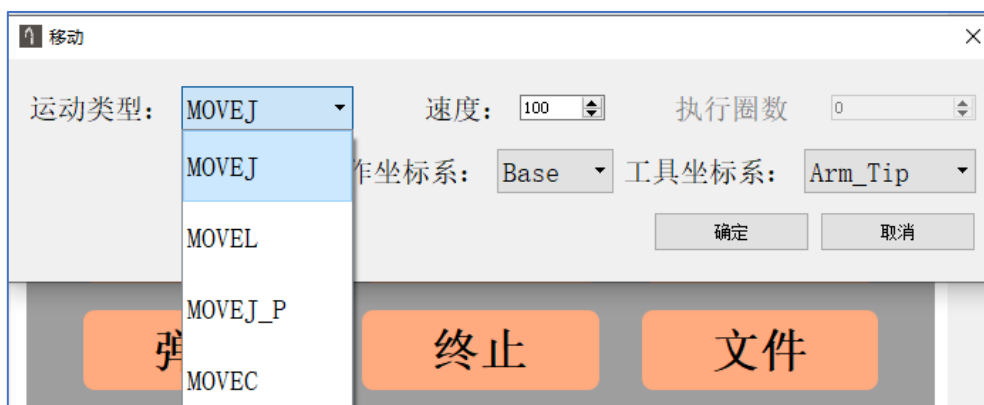 移动
运动类型： MOVEJ 速度： 100 执行圈数 0
作坐标系： Base 工具坐标系： Arm_Tip
确定 取消
MOVEJ
MOVEL
MOVEJ_P
MOVEC
弹 终止 文件